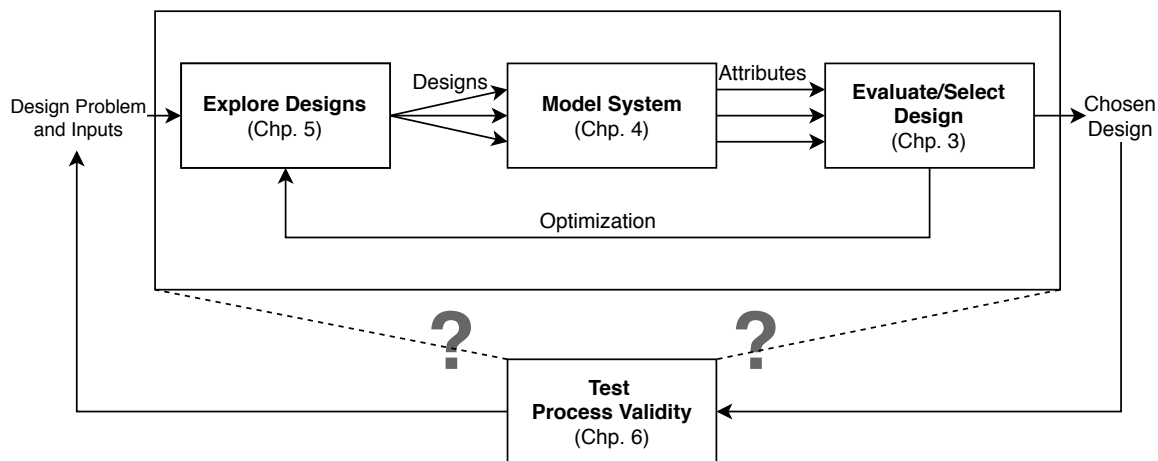 Design Problem
and Inputs
Explore Designs
(Chp. 5)
Designs
Model System
(Chp. 4)
Attributes
Evaluate/Select
Design
(Chp. 3)
Chosen
Design
Optimization
?
?
Test
Process Validity
(Chp. 6)